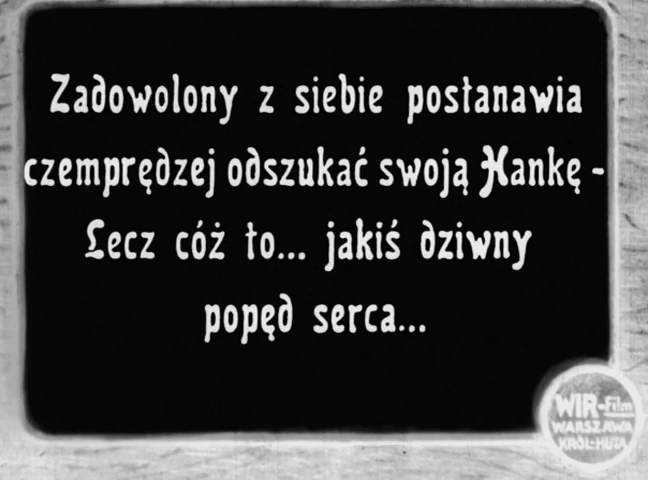 Zadowolony z siebie postanawia
czemprędzej odszukać swoją Hankę -
Lecz cóż to... jakiś dziwny
popęd serca...
WIR-Film
WARSZAWA
KRÓL-HUTA